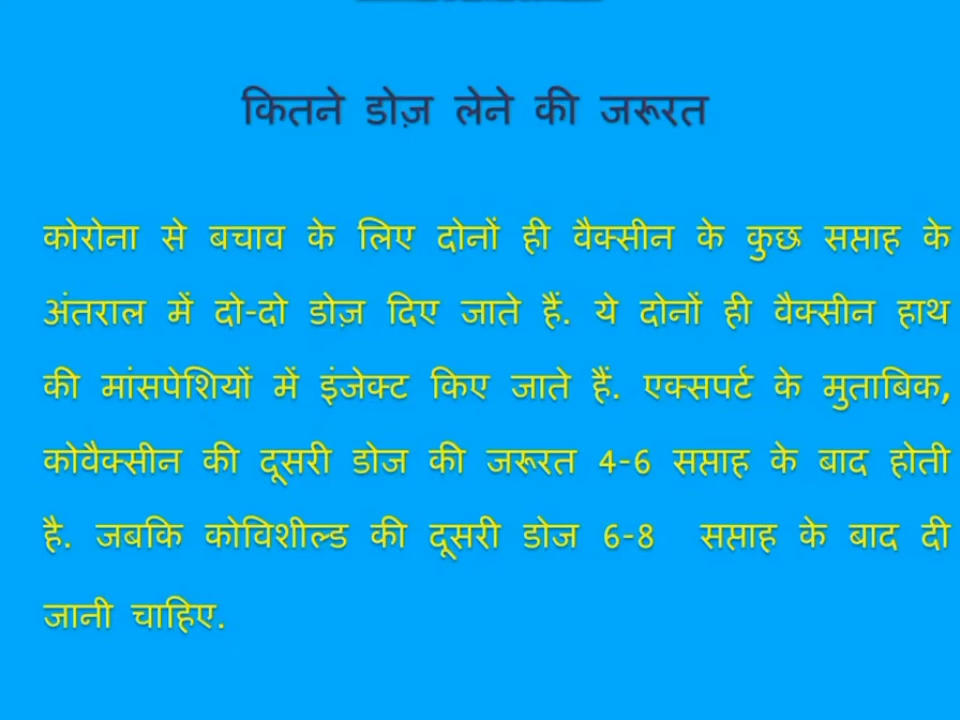 कितने डोज़ लेने की जरूरत
कोरोना से बचाव के लिए दोनों ही वैक्सीन के कुछ सप्ताह के
अंतराल में दो-दो डोज़ दिए जाते हैं. ये दोनों ही वैक्सीन हाथ
की मांसपेशियों में इंजेक्ट किए जाते हैं. एक्सपर्ट के मुताबिक,
कोवैक्सीन की दूसरी डोज की जरूरत 4-6 सप्ताह के बाद होती
है. जबकि कोविशील्ड की दूसरी डोज 6-8 सप्ताह के बाद दी
जानी चाहिए.